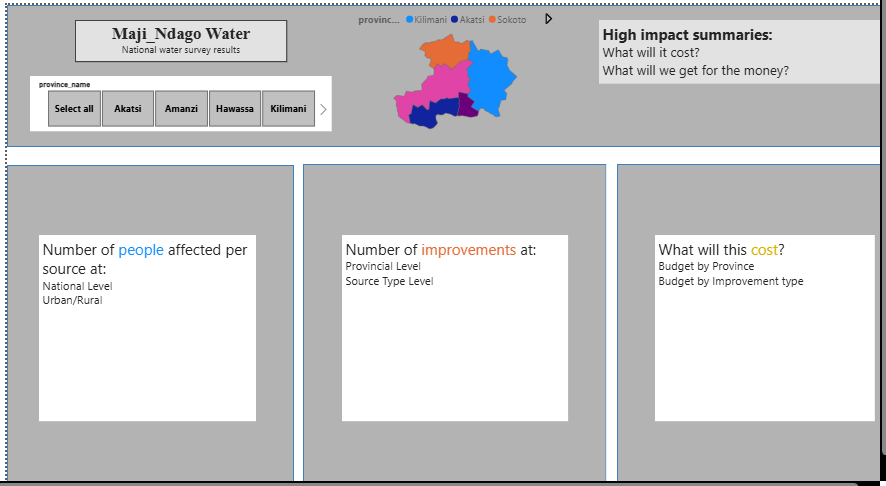 Maji_Ndago Water
National water survey results
province_name
Select all
Akatsi
Amanzi
Hawassa
Kilimani
provinc... Kilimani Akatsi Sokoto
High impact summaries:
What will it cost?
What will we get for the money?
Number of people affected per
source at:
National Level
Urban/Rural
Number of improvements at:
Provincial Level
Source Type Level
What will this cost?
Budget by Province
Budget by Improvement type